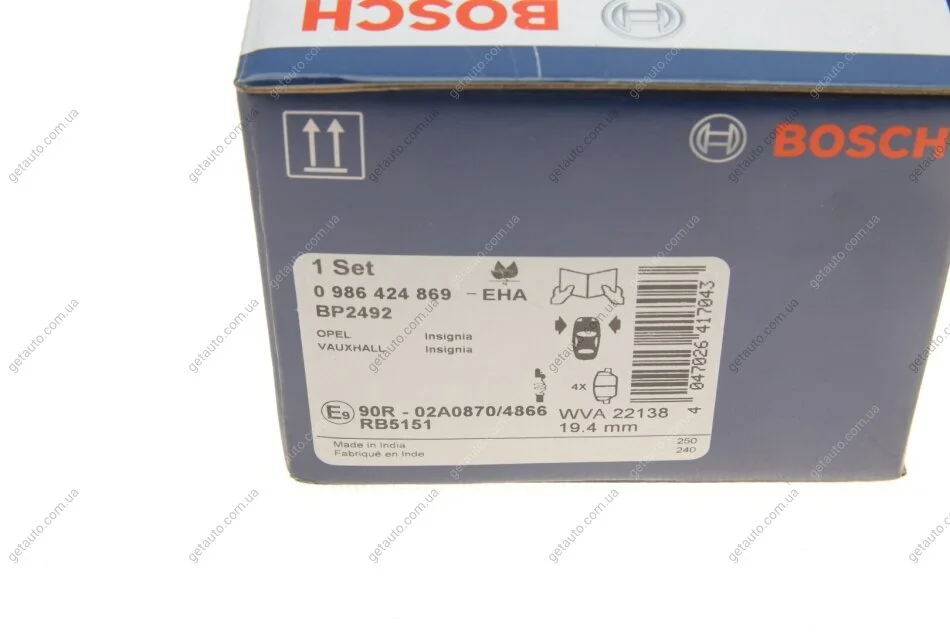 BOSCH
BOSCH
1 Set
0 986 424 869 - EHA
BP2492
OPEL Insignia
VAUXHALL Insignia
4X
E9 90R - 02A0870/4866
RB5151
WVA 22138
19.4 mm
4 047026 417043
Made in India
Fabriqué en Inde
250
240
getauto.com.ua